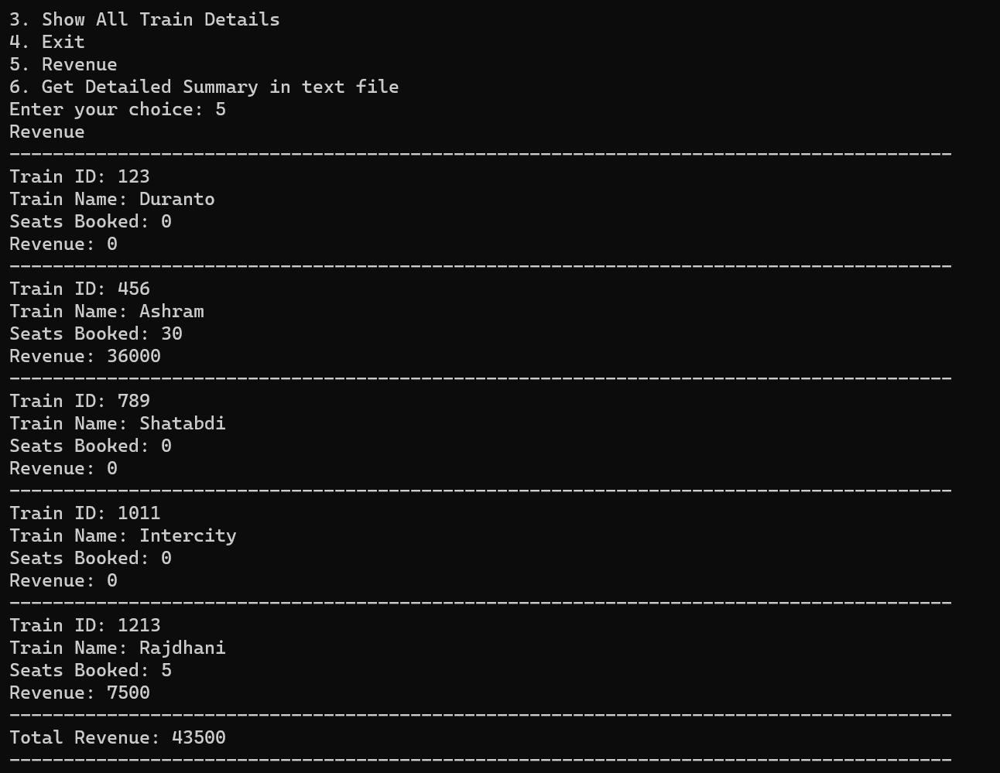 3. Show All Train Details
4. Exit
5. Revenue
6. Get Detailed Summary in text file
Enter your choice: 5
Revenue
---------------------------------------------------------------------------------------
Train ID: 123
Train Name: Duranto
Seats Booked: 0
Revenue: 0
---------------------------------------------------------------------------------------
Train ID: 456
Train Name: Ashram
Seats Booked: 30
Revenue: 36000
---------------------------------------------------------------------------------------
Train ID: 789
Train Name: Shatabdi
Seats Booked: 0
Revenue: 0
---------------------------------------------------------------------------------------
Train ID: 1011
Train Name: Intercity
Seats Booked: 0
Revenue: 0
---------------------------------------------------------------------------------------
Train ID: 1213
Train Name: Rajdhani
Seats Booked: 5
Revenue: 7500
---------------------------------------------------------------------------------------
Total Revenue: 43500
---------------------------------------------------------------------------------------